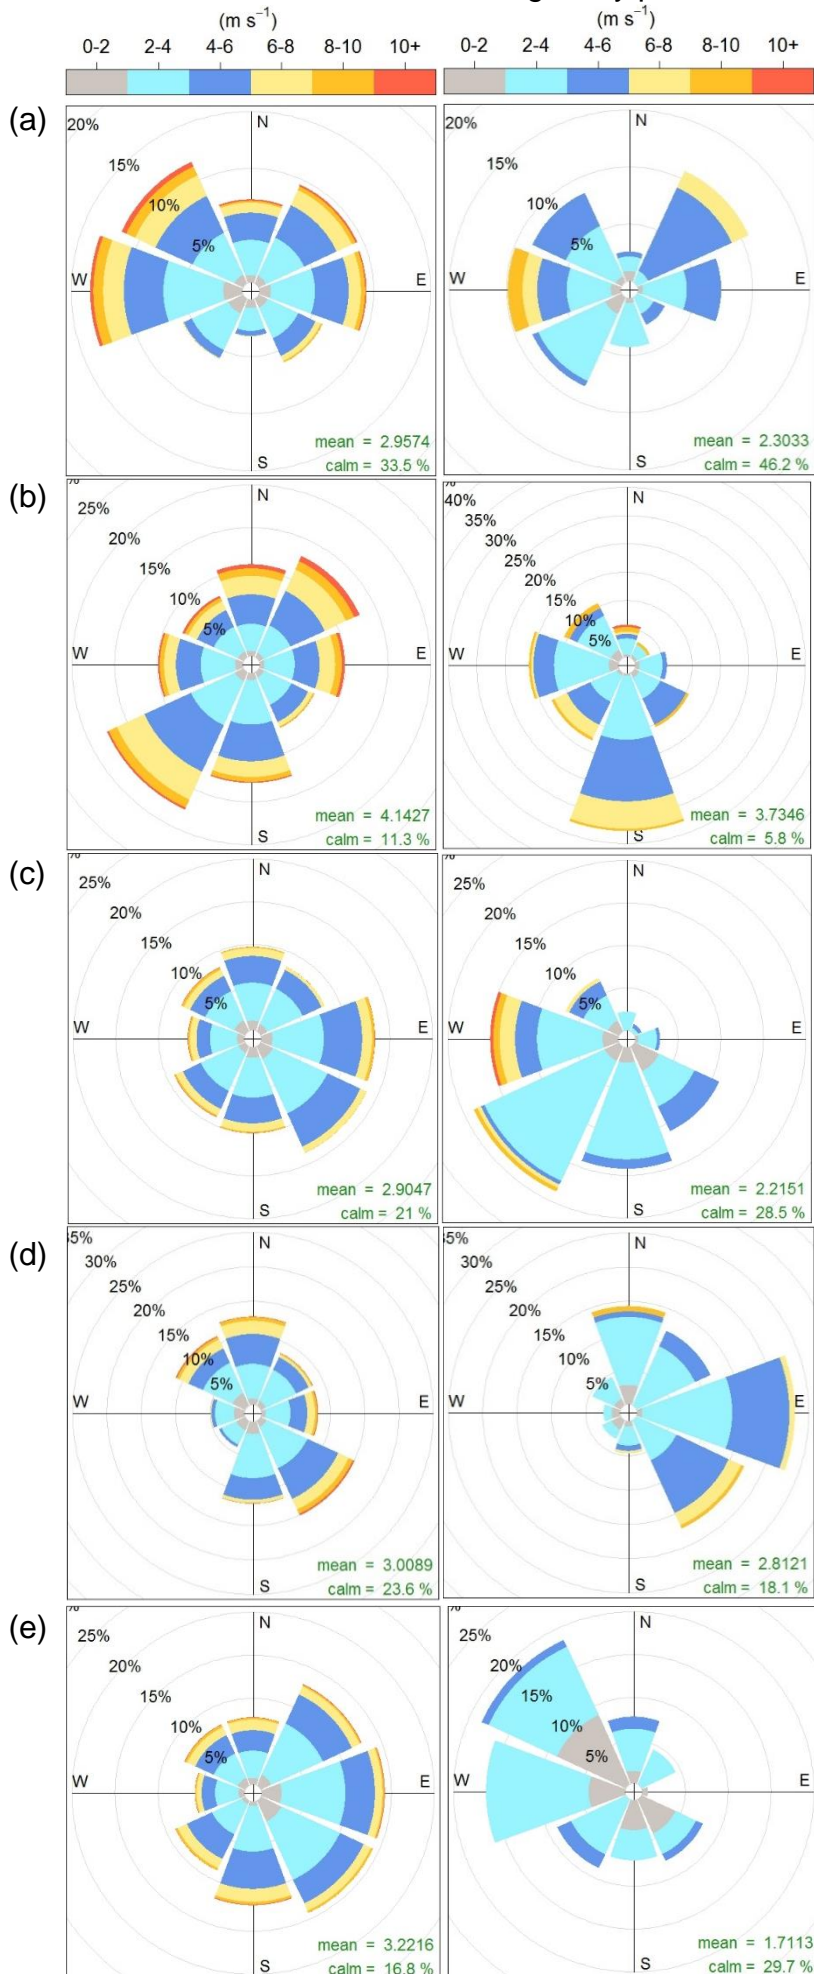 (m s⁻¹) (m s⁻¹)
0-2 2-4 4-6 6-8 8-10 10+ 0-2 2-4 4-6 6-8 8-10 10+
(a)
20%
15%
10%
5%
N
W
E
S
mean = 2.9574
calm = 33.5 %
20%
15%
10%
5%
N
W
E
S
mean = 2.3033
calm = 46.2 %
(b)
25%
20%
15%
10%
5%
N
W
E
S
mean = 4.1427
calm = 11.3 %
40%
35%
30%
25%
20%
15%
10%
5%
N
W
E
S
mean = 3.7346
calm = 5.8 %
(c)
25%
20%
15%
10%
5%
N
W
E
S
mean = 2.9047
calm = 21 %
25%
20%
15%
10%
5%
N
W
E
S
mean = 2.2151
calm = 28.5 %
(d)
35%
30%
25%
20%
15%
10%
5%
N
W
E
S
mean = 3.0089
calm = 23.6 %
35%
30%
25%
20%
15%
10%
5%
N
W
E
S
mean = 2.8121
calm = 18.1 %
(e)
25%
20%
15%
10%
5%
N
W
E
S
mean = 3.2216
calm = 16.8 %
25%
20%
15%
10%
5%
N
W
E
S
mean = 1.7113
calm = 29.7 %